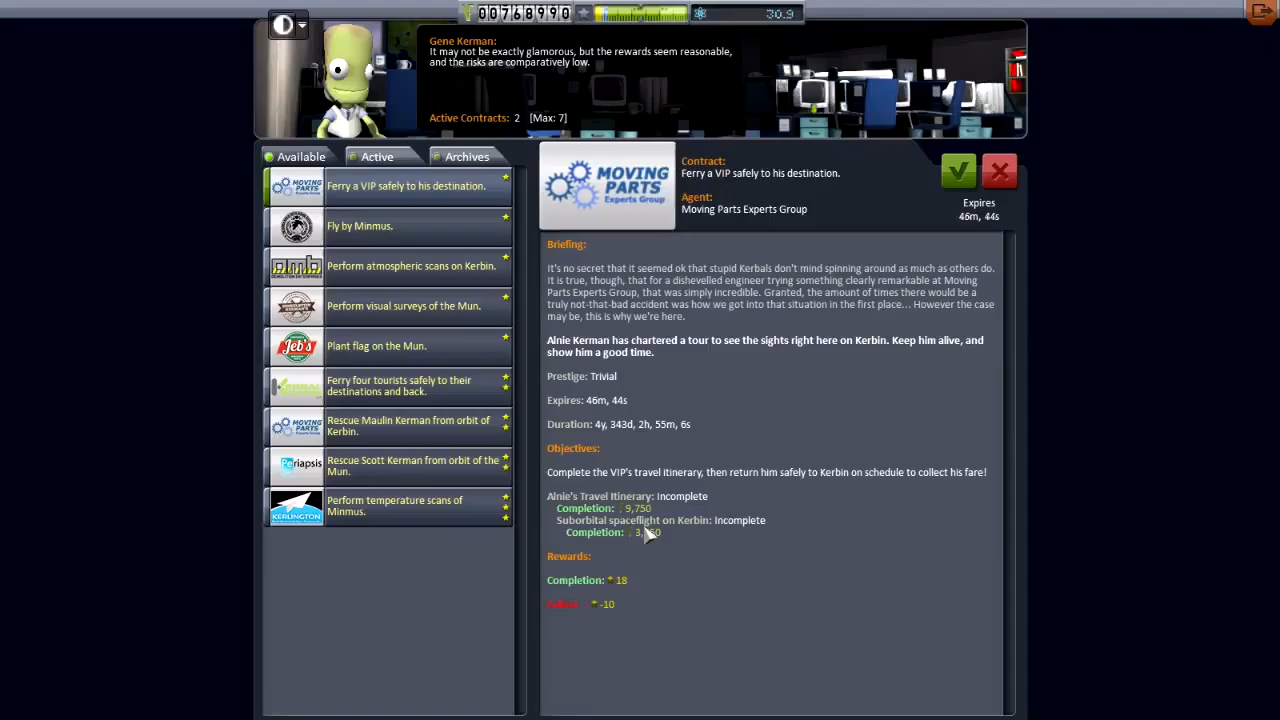 00768990
30.9
Gene Kerman:
It may not be exactly glamorous, but the rewards seem reasonable,
and the risks are comparatively low.
Active Contracts: 2 [Max: 7]
Available
Active
Archives
Ferry a VIP safely to his destination.
Fly by Minmus.
Perform atmospheric scans on Kerbin.
Perform visual surveys of the Mun.
Jeb's
Plant flag on the Mun.
Ferry four tourists safely to their
destinations and back.
MOVING
PARTS
Rescue Maulin Kerman from orbit of
Kerbin.
Periapsis
Rescue Scott Kerman from orbit of the
Mun.
KERLINGTON
Perform temperature scans of
Minmus.
MOVING
PARTS
Experts Group
Contract:
Ferry a VIP safely to his destination.
Agent:
Moving Parts Experts Group
Expires
46m, 44s
Briefing:
It's no secret that it seemed ok that stupid Kerbals don't mind spinning around as much as others do.
It is true, though, that for a dishevelled engineer trying something clearly remarkable at Moving
Parts Experts Group, that was simply incredible. Granted, the amount of times there would be a
truly not-that-bad accident was how we got into that situation in the first place... However the case
may be, this is why we're here.
Alnie Kerman has chartered a tour to see the sights right here on Kerbin. Keep him alive, and
show him a good time.
Prestige: Trivial
Expires: 46m, 44s
Duration: 4y, 343d, 2h, 55m, 6s
Objectives:
Complete the VIP's travel itinerary, then return him safely to Kerbin on schedule to collect his fare!
Alnie's Travel Itinerary: Incomplete
Completion: 9,750
Suborbital spaceflight on Kerbin: Incomplete
Completion:
Rewards:
Completion: 18
-10